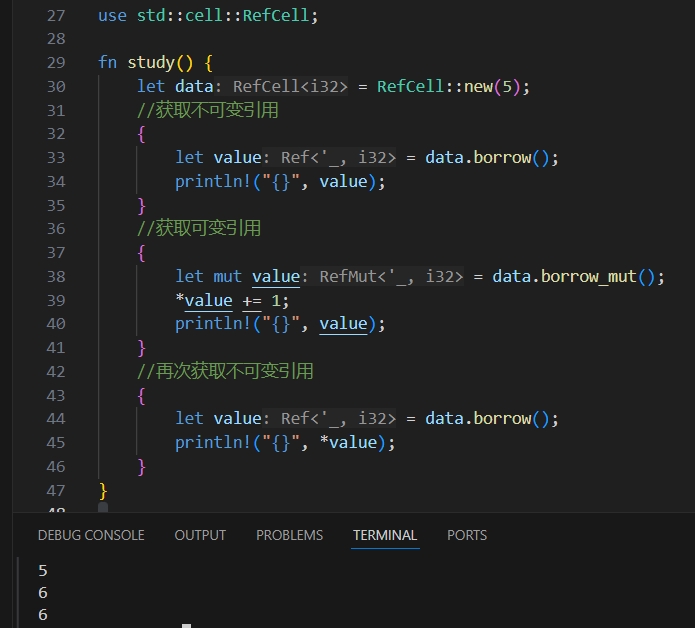 27 use std::cell::RefCell;
28
29 fn study() {
30     let data: RefCell<i32> = RefCell::new(5);
31     //获取不可变引用
32     {
33         let value: Ref<'_, i32> = data.borrow();
34         println!("{}", value);
35     }
36     //获取可变引用
37     {
38         let mut value: RefMut<'_, i32> = data.borrow_mut();
39         *value += 1;
40         println!("{}", value);
41     }
42     //再次获取不可变引用
43     {
44         let value: Ref<'_, i32> = data.borrow();
45         println!("{}", *value);
46     }
47 }
48
DEBUG CONSOLE OUTPUT PROBLEMS TERMINAL PORTS
5
6
6